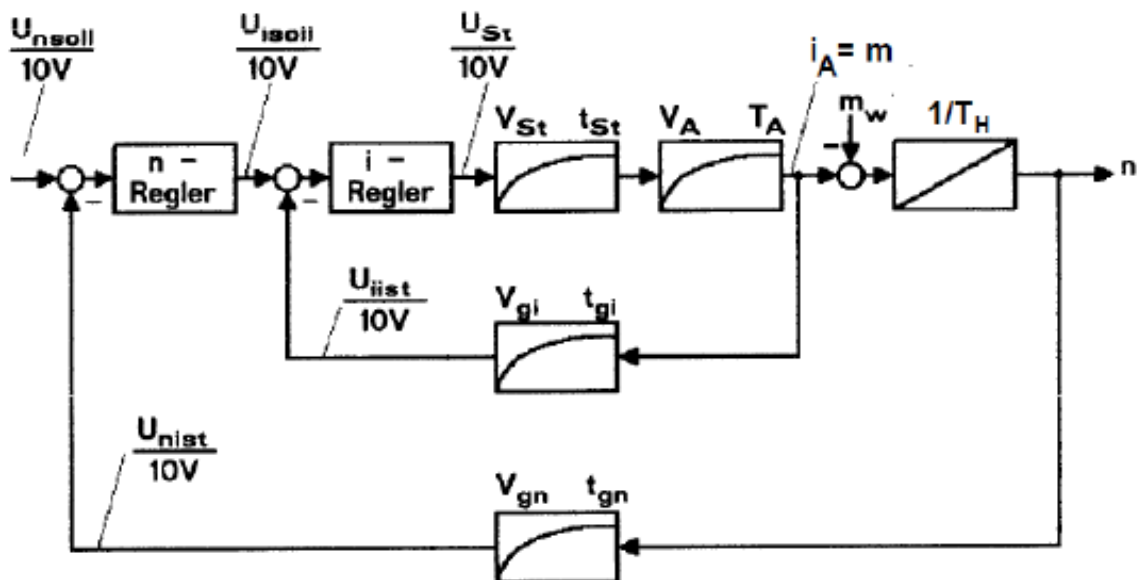 U_nsoll
10V
U_isoll
10V
U_St
10V
i_A = m
n -
Regler
i -
Regler
V_St t_St
V_A T_A
m_w
1/T_H
n
U_iist
10V
V_gi t_gi
U_nist
10V
V_gn t_gn